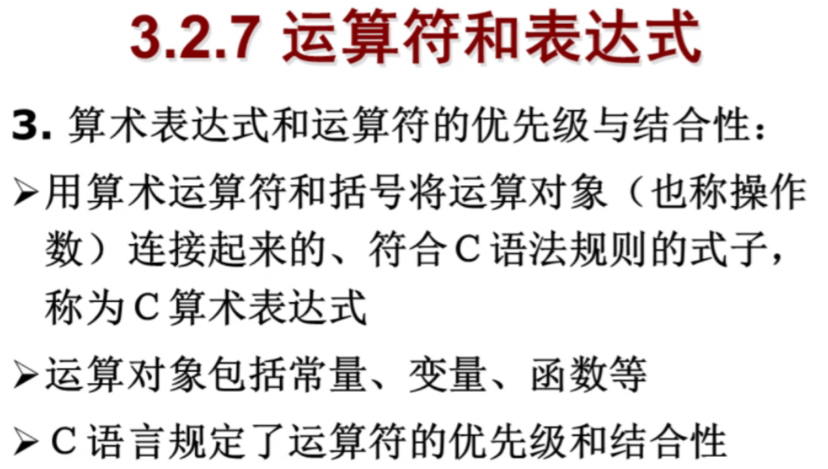 3.2.7 运算符和表达式
3. 算术表达式和运算符的优先级与结合性：
➢用算术运算符和括号将运算对象（也称操作
数）连接起来的、符合C语法规则的式子，
称为C算术表达式
➢运算对象包括常量、变量、函数等
➢C语言规定了运算符的优先级和结合性